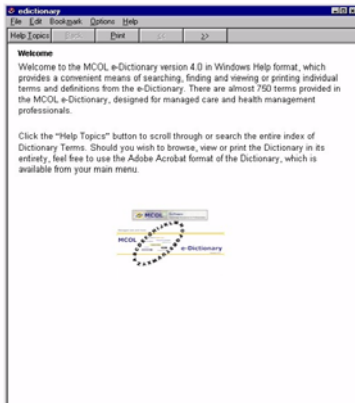 edictionary
File Edit Bookmark Options Help
Help Topics Back Print << >>
Welcome
Welcome to the MCOL e-Dictionary version 4.0 in Windows Help format, which
provides a convenient means of searching, finding and viewing or printing individual
terms and definitions from the e-Dictionary. There are almost 750 terms provided in
the MCOL e-Dictionary, designed for managed care and health management
professionals.
Click the "Help Topics" button to scroll through or search the entire index of
Dictionary Terms. Should you wish to browse, view or print the Dictionary in its
entirety, feel free to use the Adobe Acrobat format of the Dictionary, which is
available from your main menu.
MCOL
MCOL
e-Dictionary